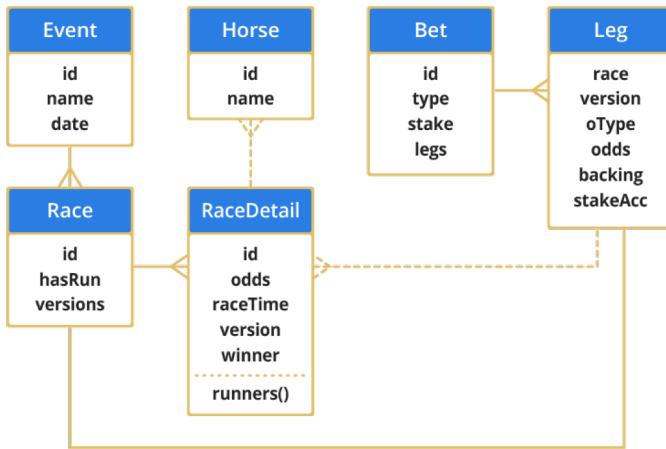 Event
id
name
date
Horse
id
name
Bet
id
type
stake
legs
Leg
race
version
oType
odds
backing
stakeAcc
Race
id
hasRun
versions
RaceDetail
id
odds
raceTime
version
winner
runners()